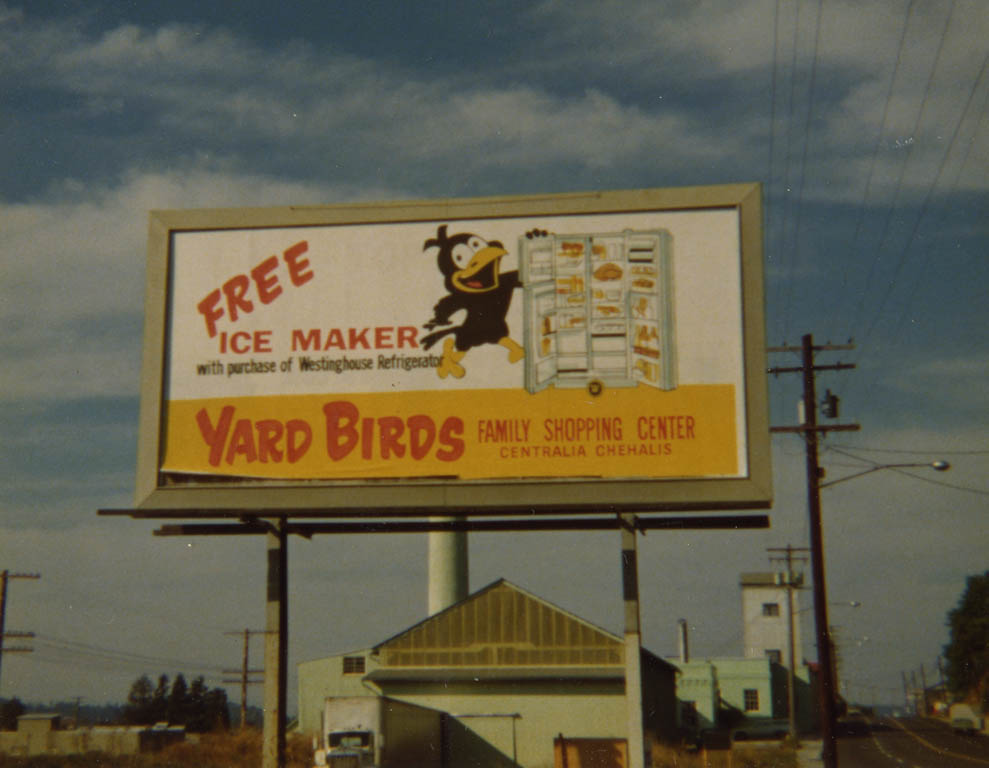 FREE
ICE MAKER
with purchase of Westinghouse Refrigerator
YARD BIRDS FAMILY SHOPPING CENTER
CENTRALIA CHEHALIS